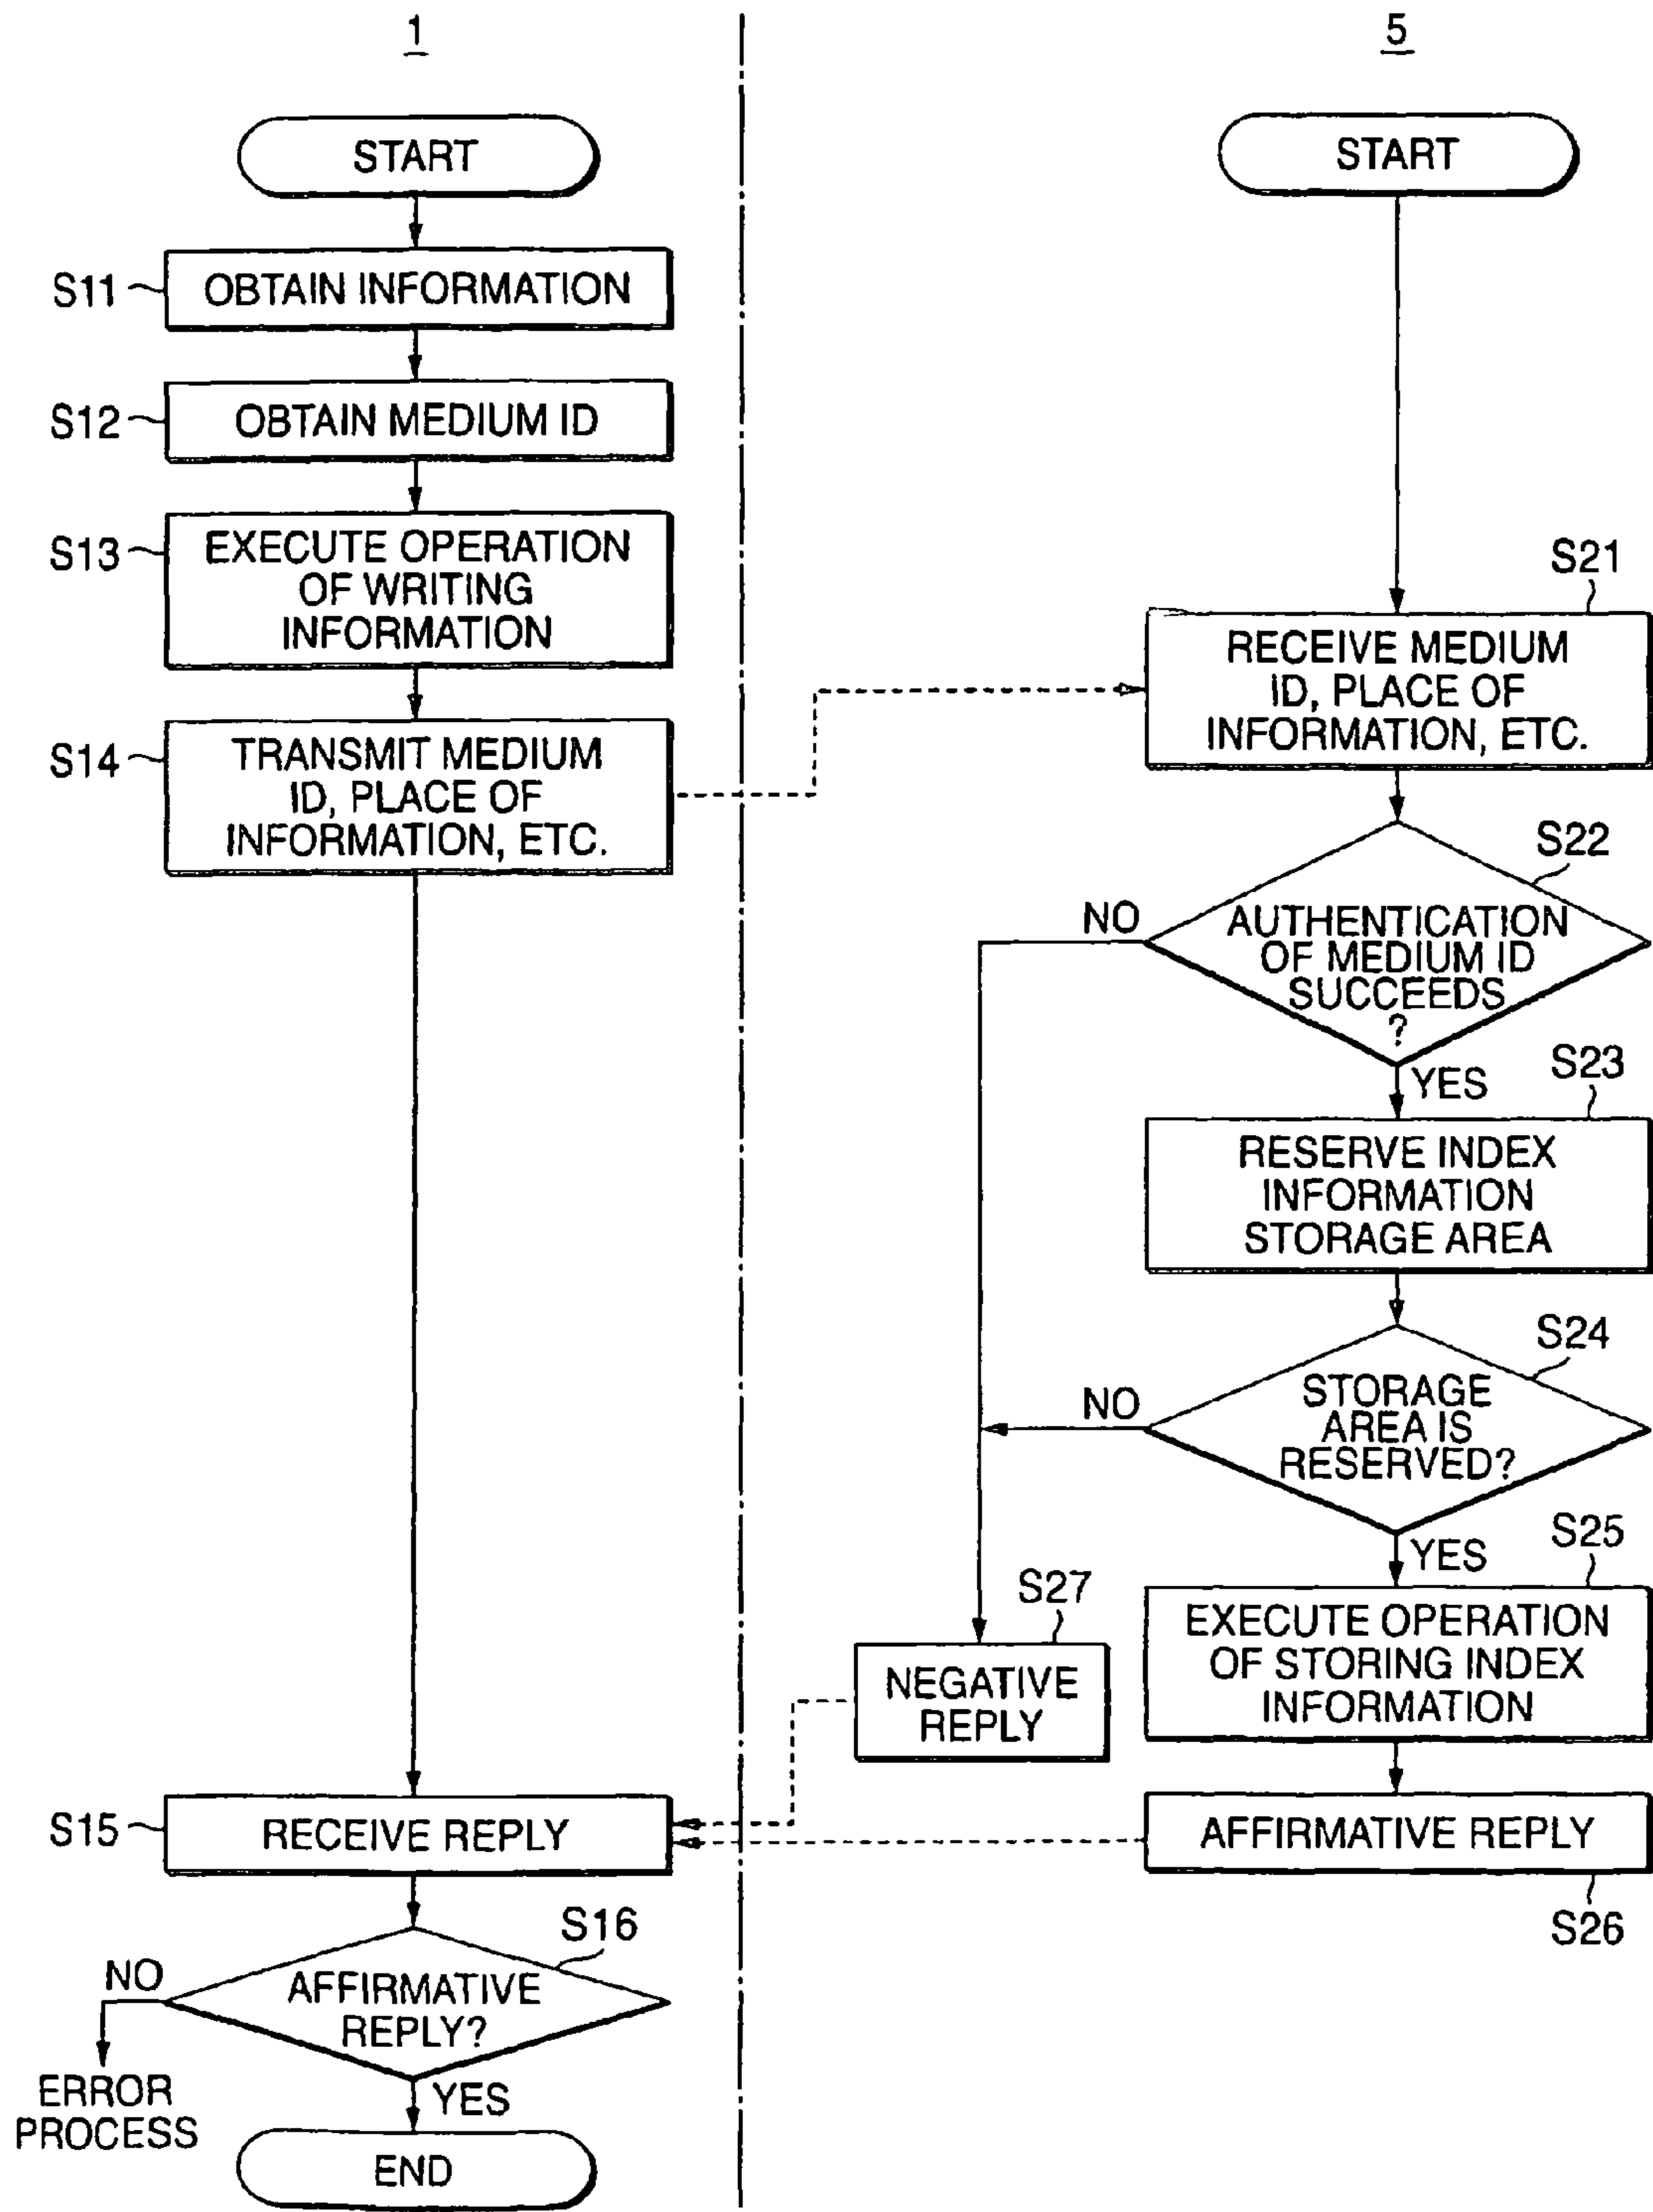 1
START
S11
OBTAIN INFORMATION
S12
OBTAIN MEDIUM ID
S13
EXECUTE OPERATION
OF WRITING
INFORMATION
S14
TRANSMIT MEDIUM
ID, PLACE OF
INFORMATION, ETC.
S15
RECEIVE REPLY
S16
AFFIRMATIVE
REPLY?
NO
ERROR
PROCESS
YES
END
5
START
S21
RECEIVE MEDIUM
ID, PLACE OF
INFORMATION, ETC.
S22
AUTHENTICATION
OF MEDIUM ID
SUCCEEDS
?
NO
YES
S23
RESERVE INDEX
INFORMATION
STORAGE AREA
S24
STORAGE
AREA IS
RESERVED?
NO
YES
S25
EXECUTE OPERATION
OF STORING INDEX
INFORMATION
S27
NEGATIVE
REPLY
AFFIRMATIVE REPLY
S26